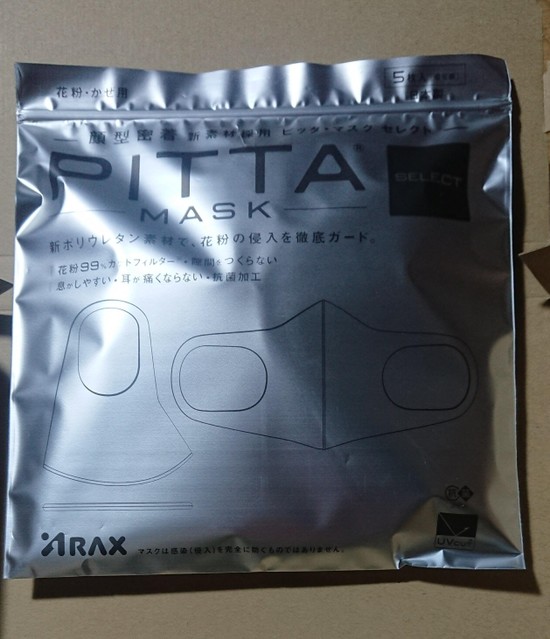 花粉・かぜ用
5枚入
日本製
顔型密着 新素材採用 ピッタ・マスク セレクト
PITTA®
MASK
SELECT
新ポリウレタン素材で、花粉の侵入を徹底ガード。
花粉99%カットフィルター・隙間をつくらない
息がしやすい・耳が痛くならない・抗菌加工
ARAX
マスクは感染(侵入)を完全に防ぐものではありません。
UVcut